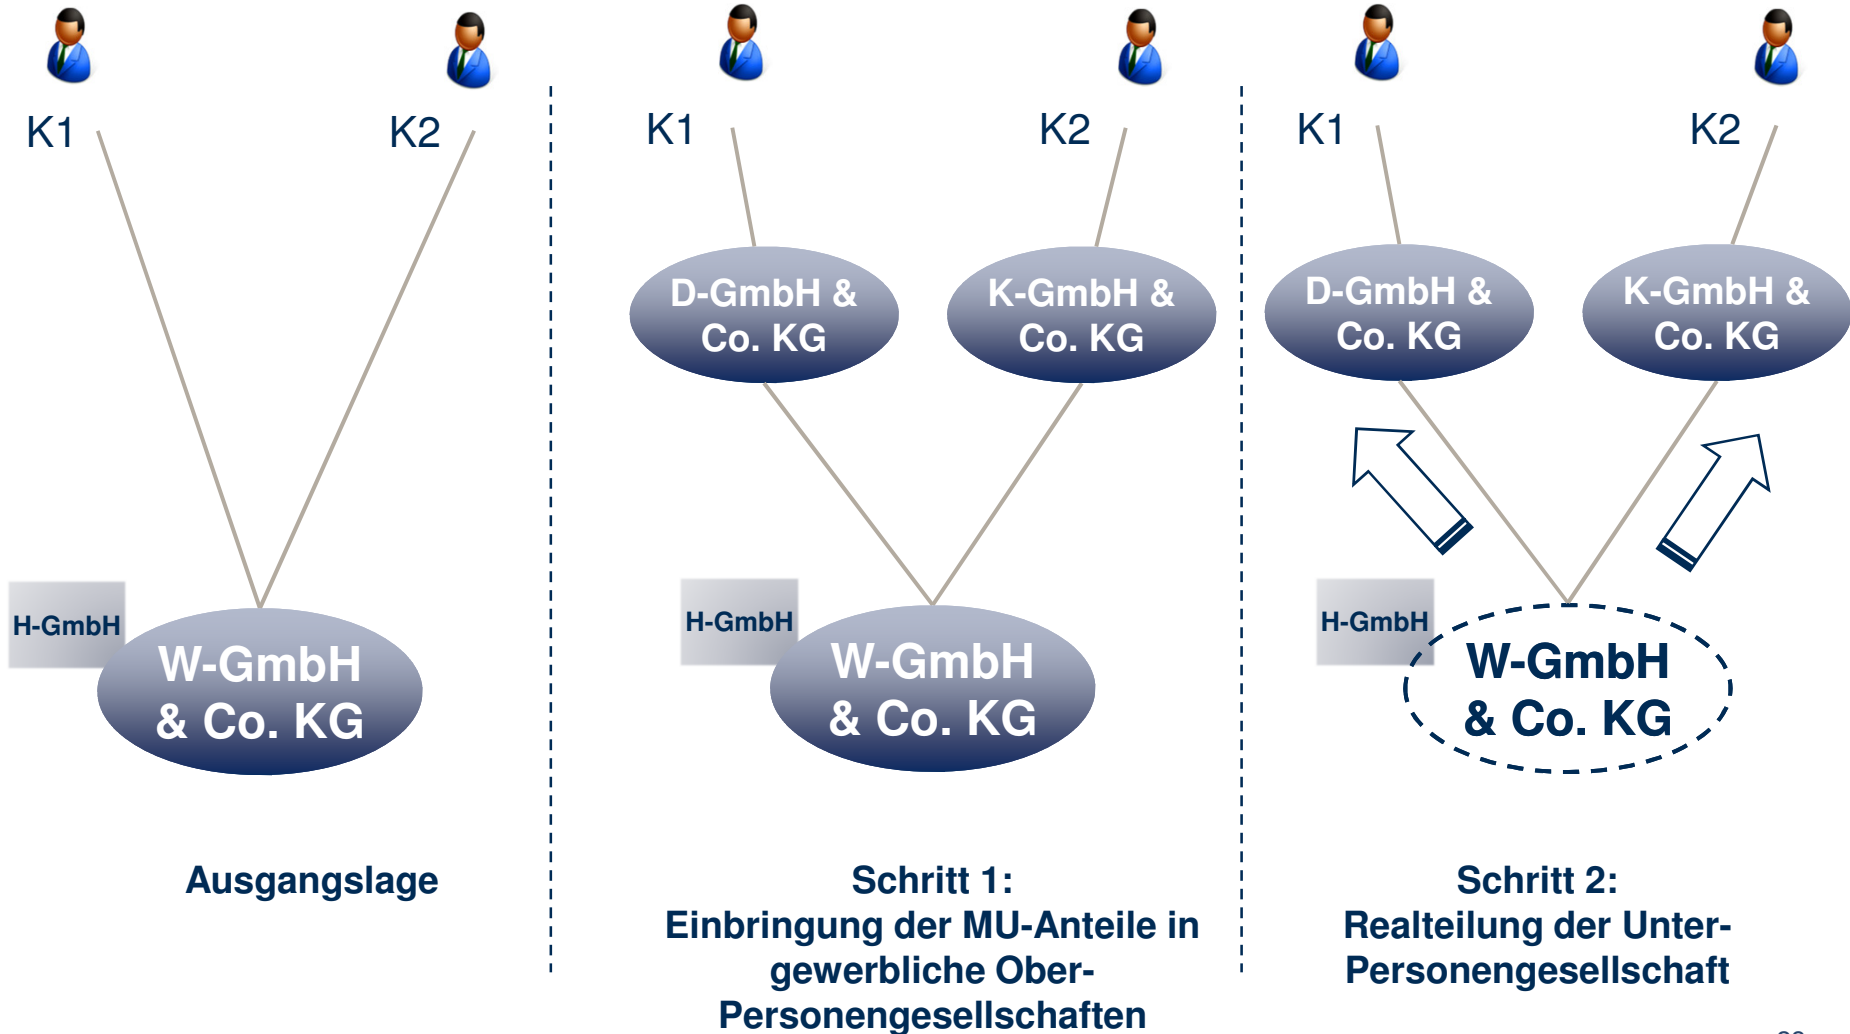 K1
K2
H-GmbH
W-GmbH
& Co. KG
Ausgangslage
K1
K2
D-GmbH &
Co. KG
K-GmbH &
Co. KG
H-GmbH
W-GmbH
& Co. KG
Schritt 1:
Einbringung der MU-Anteile in
gewerbliche Ober-
Personengesellschaften
K1
K2
D-GmbH &
Co. KG
K-GmbH &
Co. KG
H-GmbH
W-GmbH
& Co. KG
Schritt 2:
Realteilung der Unter-
Personengesellschaft